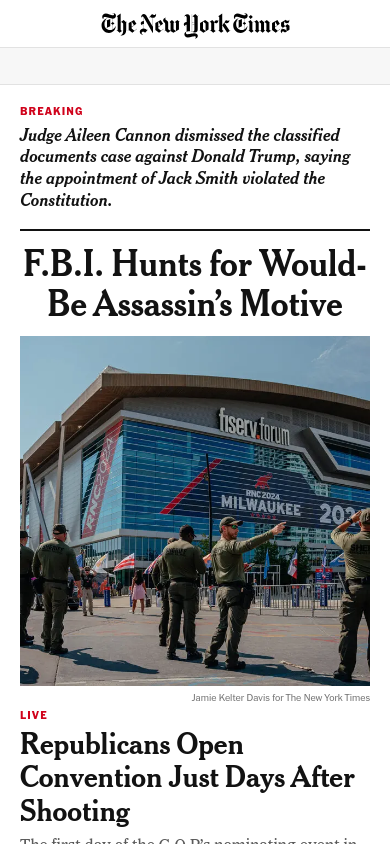 The New York Times
BREAKING
Judge Aileen Cannon dismissed the classified
documents case against Donald Trump, saying
the appointment of Jack Smith violated the
Constitution.
F.B.I. Hunts for Would-
Be Assassin's Motive
fiserv.forum
RNC2024
RNC 2024
MILWAUKEE
202
Jamie Kelter Davis for The New York Times
LIVE
Republicans Open
Convention Just Days After
Shooting
The first day of the G.O.P.'s nominating event in